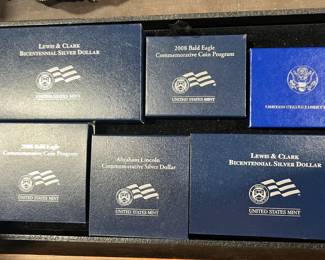 LEWIS & CLARK
BICENTENNIAL SILVER DOLLAR
UNITED STATES MINT
2008 Bald Eagle
Commemorative Coin Program
UNITED STATES MINT
2008 Bald Eagle
Commemorative Coin Program
UNITED STATES MINT
Abraham Lincoln
Commemorative Silver Dollar
UNITED STATES MINT
LEWIS & CLARK
BICENTENNIAL SILVER DOLLAR
UNITED STATES MINT